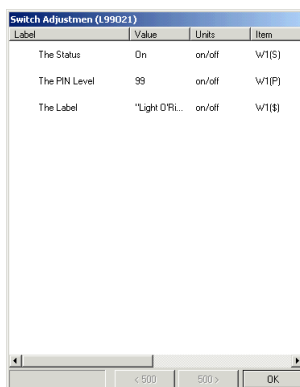 Switch Adjustmen (L99021)
Label Value Units Item
The Status On on/off W1(S)
The PIN Level 99 on/off W1(P)
The Label "Light O'Ri... on/off W1($)
< 500 500 > OK